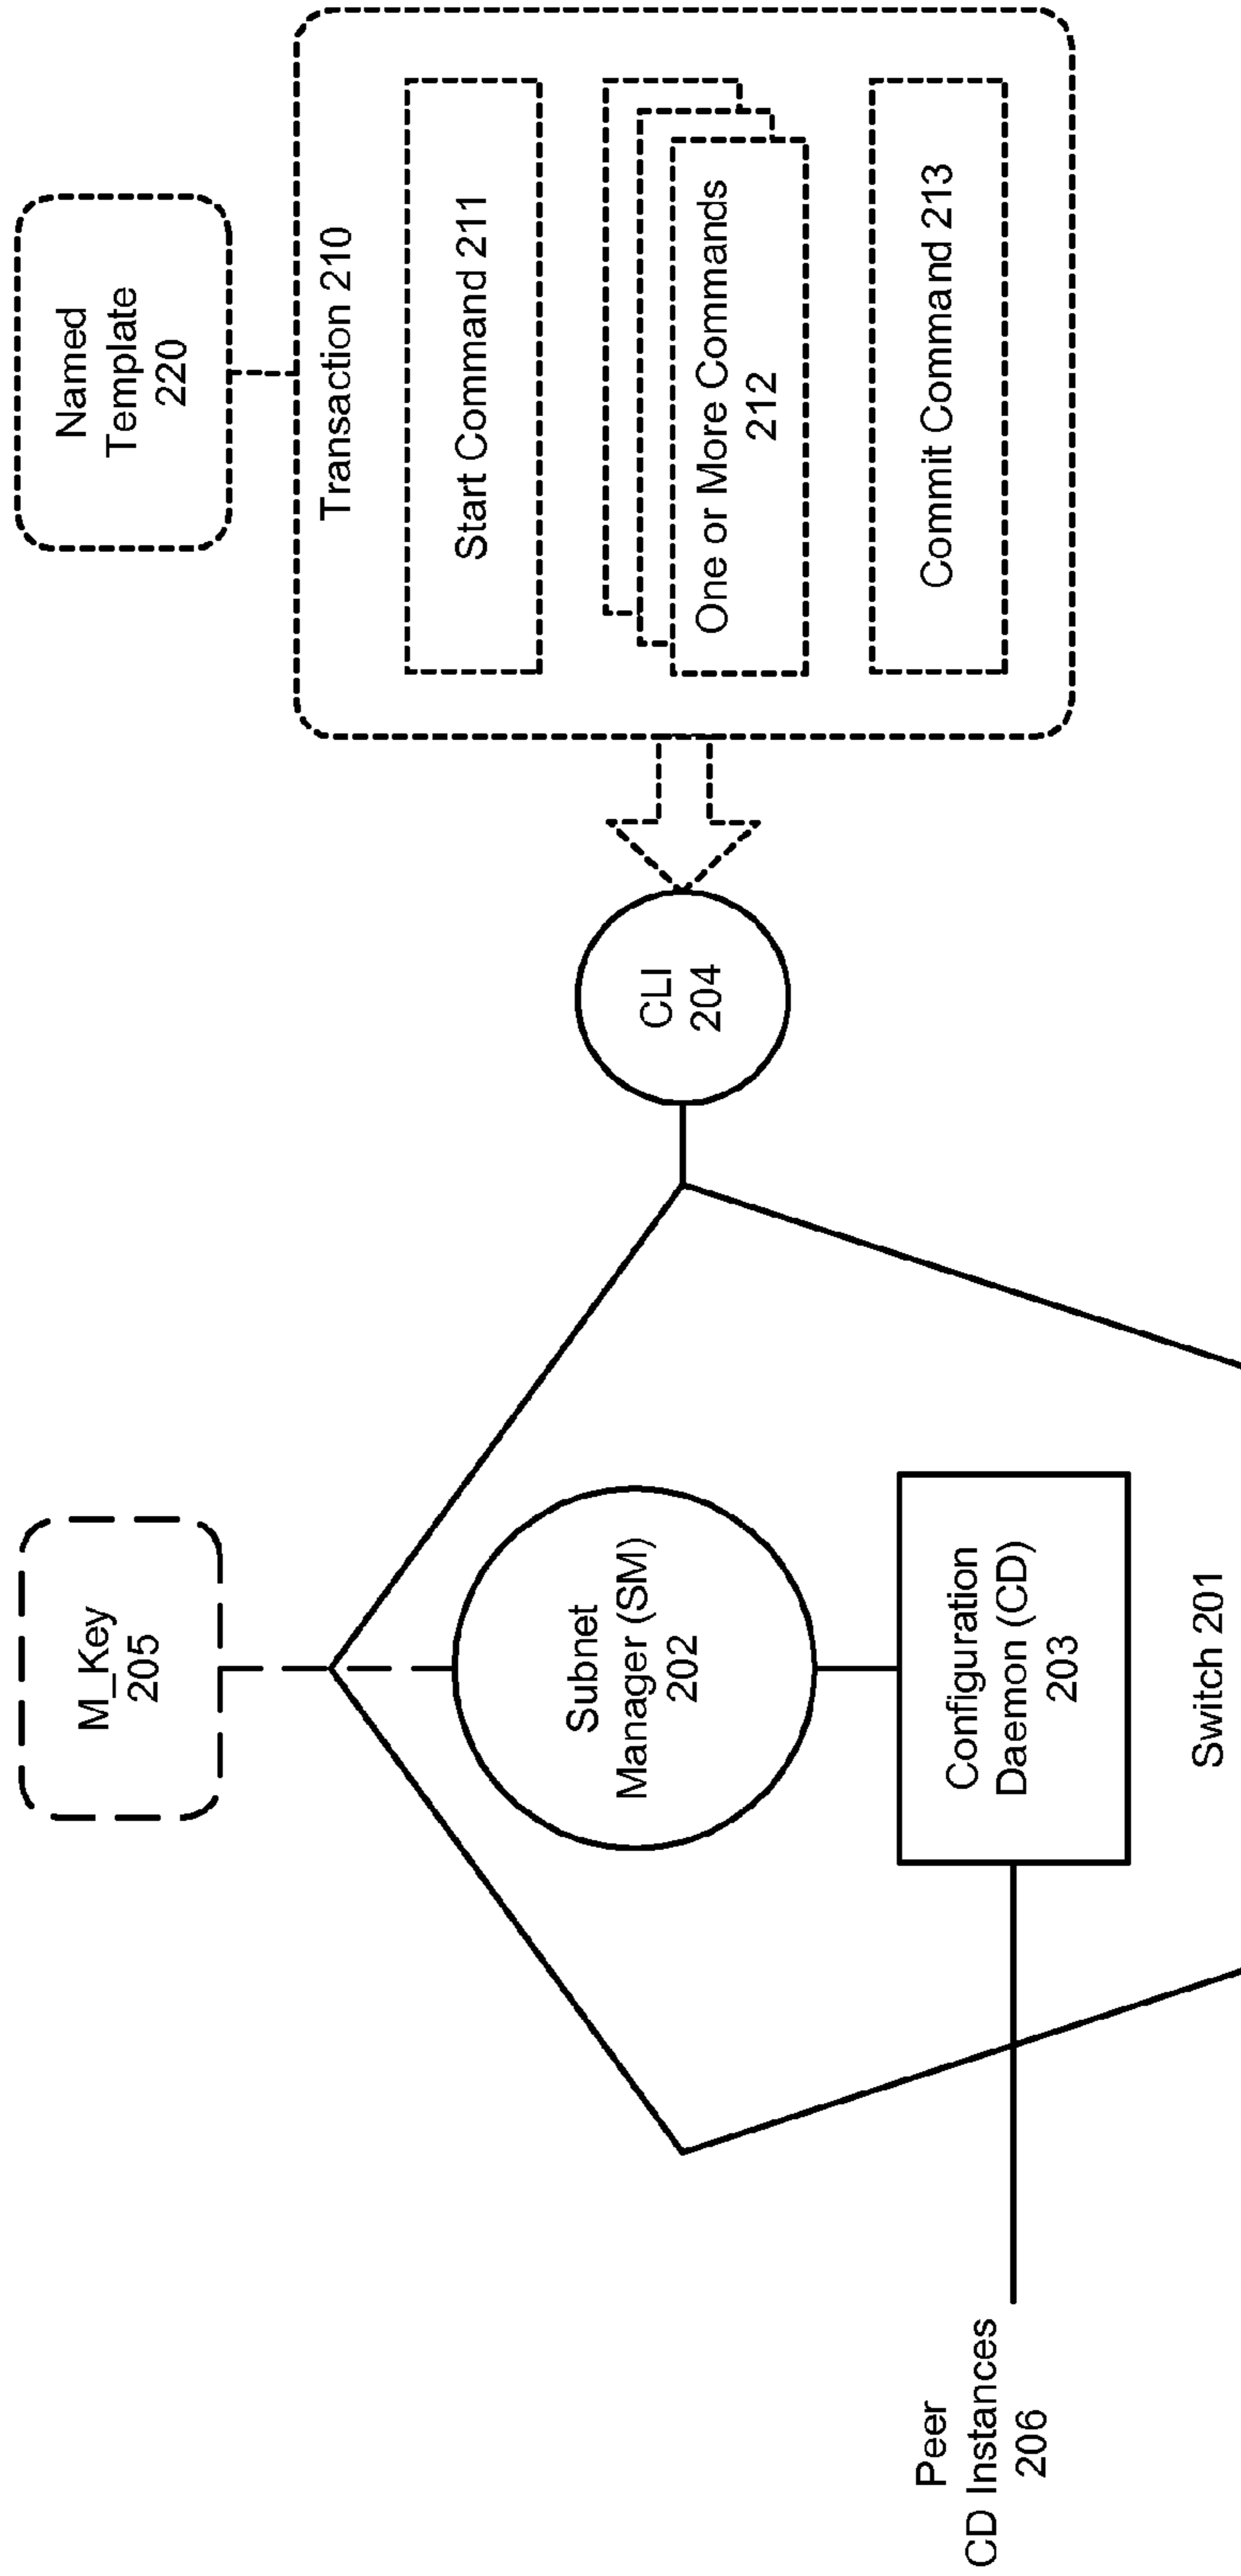 Named
Template
220
Transaction 210
Start Command 211
One or More Commands
212
Commit Command 213
CLI
204
M_Key
205
Subnet
Manager (SM)
202
Configuration
Daemon (CD)
203
Switch 201
Peer
CD Instances
206